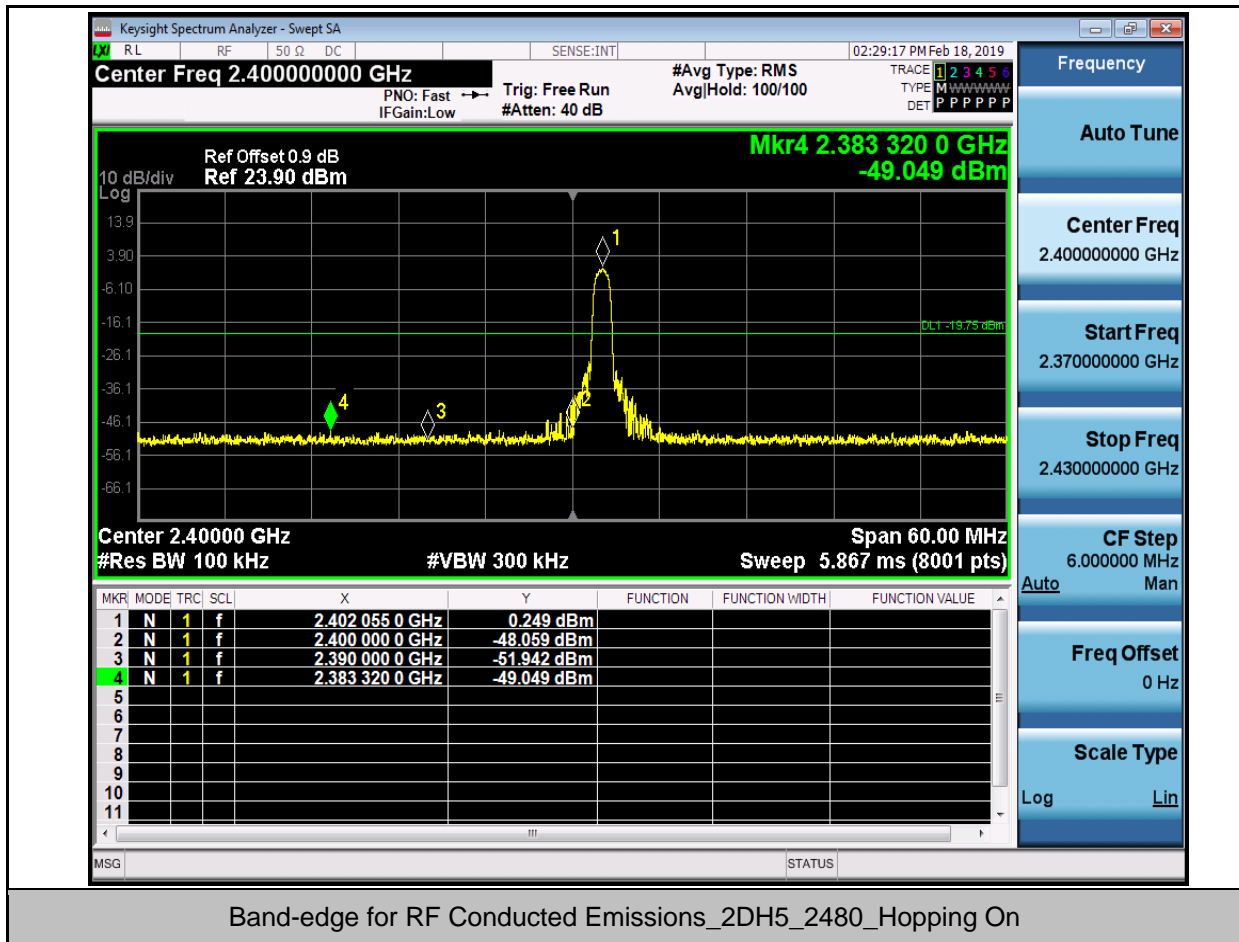 Keysight Spectrum Analyzer - Swept SA
LXI RL RF 50 Ω DC SENSE:INT 02:29:17 PM Feb 18, 2019
Center Freq 2.400000000 GHz
PNO: Fast
IFGain:Low
Trig: Free Run
#Atten: 40 dB
#Avg Type: RMS
Avg|Hold: 100/100
TRACE 1 2 3 4 5 6
TYPE M WWWWW
DET P P P P P P
Mkr4 2.383 320 0 GHz
-49.049 dBm
Ref Offset 0.9 dB
10 dB/div Ref 23.90 dBm
Log
13.9
3.90
-6.10
-16.1
-26.1
-36.1
-46.1
-56.1
-66.1
1
DL1 -19.75 dBm
4
3
2
Center 2.40000 GHz Span 60.00 MHz
#Res BW 100 kHz #VBW 300 kHz Sweep 5.867 ms (8001 pts)
MKR MODE TRC SCL X Y FUNCTION FUNCTION WIDTH FUNCTION VALUE
1 N 1 f 2.402 055 0 GHz 0.249 dBm
2 N 1 f 2.400 000 0 GHz -48.059 dBm
3 N 1 f 2.390 000 0 GHz -51.942 dBm
4 N 1 f 2.383 320 0 GHz -49.049 dBm
5
6
7
8
9
10
11
MSG STATUS
Frequency
Auto Tune
Center Freq
2.400000000 GHz
Start Freq
2.370000000 GHz
Stop Freq
2.430000000 GHz
CF Step
6.000000 MHz
Auto Man
Freq Offset
0 Hz
Scale Type
Log Lin
Band-edge for RF Conducted Emissions_2DH5_2480_Hopping On